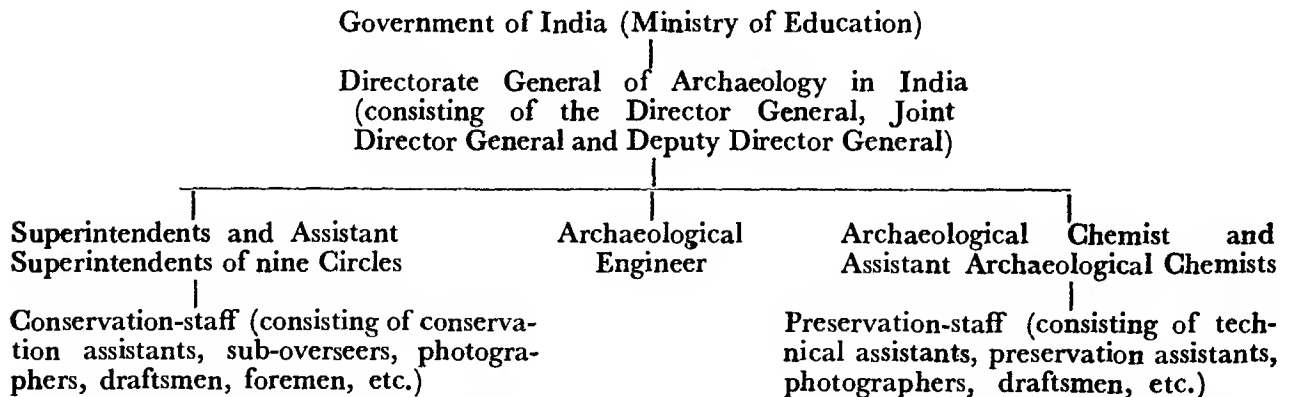 Government of India (Ministry of Education)
Directorate General of Archaeology in India
(consisting of the Director General, Joint
Director General and Deputy Director General)
Superintendents and Assistant
Superintendents of nine Circles
Archaeological
Engineer
Archaeological Chemist and
Assistant Archaeological Chemists
Conservation-staff (consisting of conserva-
tion assistants, sub-overseers, photogra-
phers, draftsmen, foremen, etc.)
Preservation-staff (consisting of tech-
nical assistants, preservation assistants,
photographers, draftsmen, etc.)